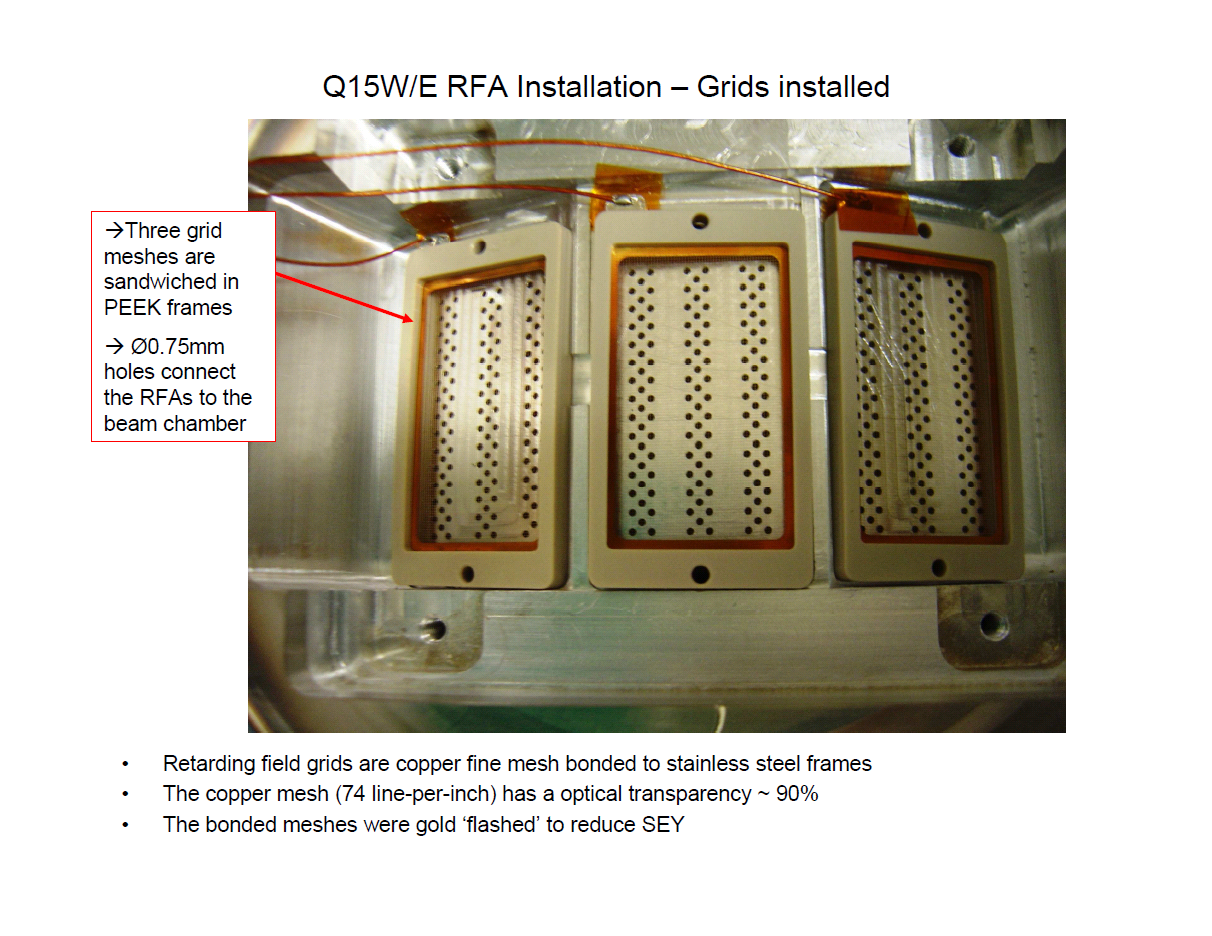 Q15W/E RFA Installation – Grids installed
→Three grid
meshes are
sandwiched in
PEEK frames
→ Ø0.75mm
holes connect
the RFAs to the
beam chamber
• Retarding field grids are copper fine mesh bonded to stainless steel frames
• The copper mesh (74 line-per-inch) has a optical transparency ~ 90%
• The bonded meshes were gold ‘flashed’ to reduce SEY